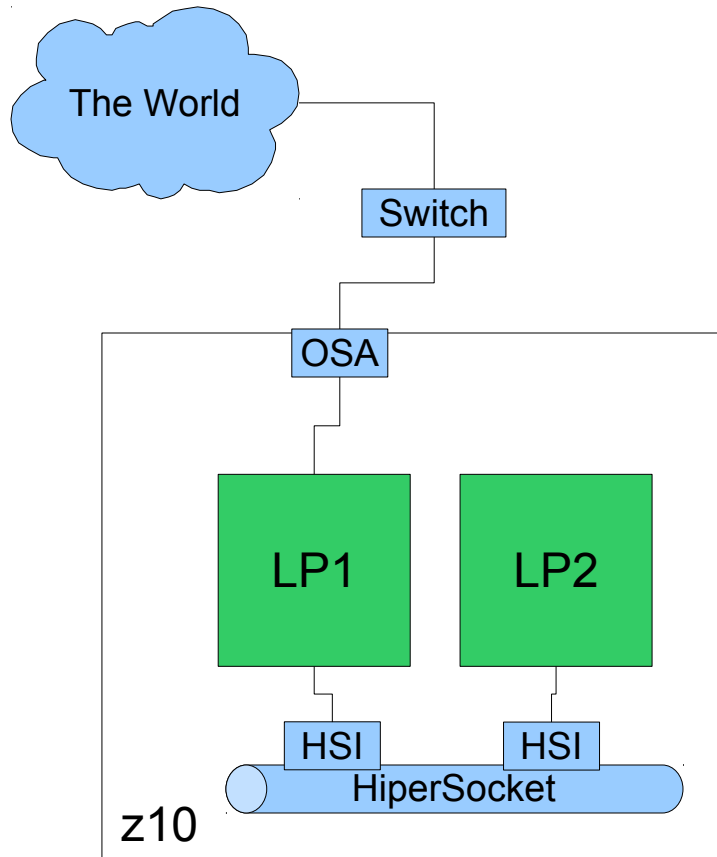 The World
Switch
OSA
LP1
LP2
HSI
HSI
HiperSocket
z10